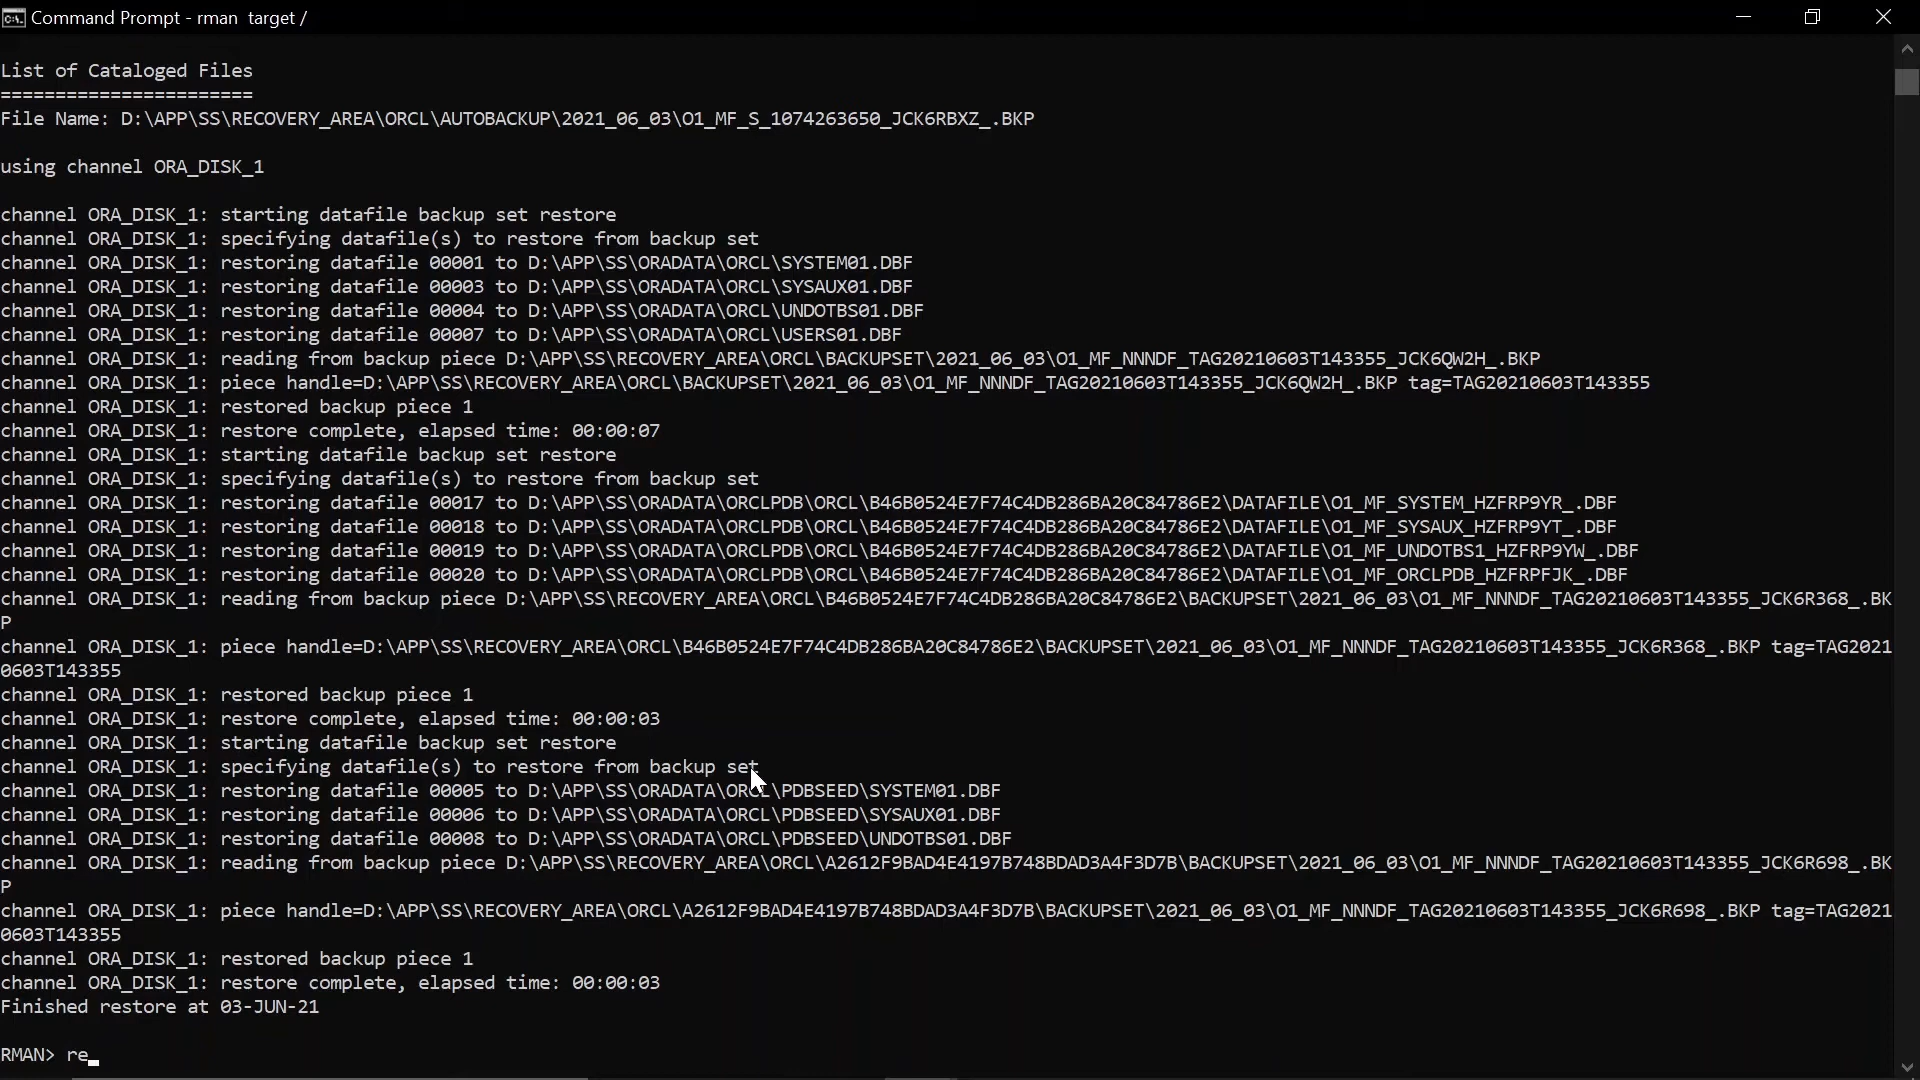 Command Prompt - rman  target /
List of Cataloged Files
=======================
File Name: D:\APP\SS\RECOVERY_AREA\ORCL\AUTOBACKUP\2021_06_03\O1_MF_S_1074263650_JCK6RBXZ_.BKP
using channel ORA_DISK_1
channel ORA_DISK_1: starting datafile backup set restore
channel ORA_DISK_1: specifying datafile(s) to restore from backup set
channel ORA_DISK_1: restoring datafile 00001 to D:\APP\SS\ORADATA\ORCL\SYSTEM01.DBF
channel ORA_DISK_1: restoring datafile 00003 to D:\APP\SS\ORADATA\ORCL\SYSAUX01.DBF
channel ORA_DISK_1: restoring datafile 00004 to D:\APP\SS\ORADATA\ORCL\UNDOTBS01.DBF
channel ORA_DISK_1: restoring datafile 00007 to D:\APP\SS\ORADATA\ORCL\USERS01.DBF
channel ORA_DISK_1: reading from backup piece D:\APP\SS\RECOVERY_AREA\ORCL\BACKUPSET\2021_06_03\O1_MF_NNNDF_TAG20210603T143355_JCK6QW2H_.BKP
channel ORA_DISK_1: piece handle=D:\APP\SS\RECOVERY_AREA\ORCL\BACKUPSET\2021_06_03\O1_MF_NNNDF_TAG20210603T143355_JCK6QW2H_.BKP tag=TAG20210603T143355
channel ORA_DISK_1: restored backup piece 1
channel ORA_DISK_1: restore complete, elapsed time: 00:00:07
channel ORA_DISK_1: starting datafile backup set restore
channel ORA_DISK_1: specifying datafile(s) to restore from backup set
channel ORA_DISK_1: restoring datafile 00017 to D:\APP\SS\ORADATA\ORCLPDB\ORCL\B46B0524E7F74C4DB286BA20C84786E2\DATAFILE\O1_MF_SYSTEM_HZFRP9YR_.DBF
channel ORA_DISK_1: restoring datafile 00018 to D:\APP\SS\ORADATA\ORCLPDB\ORCL\B46B0524E7F74C4DB286BA20C84786E2\DATAFILE\O1_MF_SYSAUX_HZFRP9YT_.DBF
channel ORA_DISK_1: restoring datafile 00019 to D:\APP\SS\ORADATA\ORCLPDB\ORCL\B46B0524E7F74C4DB286BA20C84786E2\DATAFILE\O1_MF_UNDOTBS1_HZFRP9YW_.DBF
channel ORA_DISK_1: restoring datafile 00020 to D:\APP\SS\ORADATA\ORCLPDB\ORCL\B46B0524E7F74C4DB286BA20C84786E2\DATAFILE\O1_MF_ORCLPDB_HZFRPFJK_.DBF
channel ORA_DISK_1: reading from backup piece D:\APP\SS\RECOVERY_AREA\ORCL\B46B0524E7F74C4DB286BA20C84786E2\BACKUPSET\2021_06_03\O1_MF_NNNDF_TAG20210603T143355_JCK6R368_.BK
P
channel ORA_DISK_1: piece handle=D:\APP\SS\RECOVERY_AREA\ORCL\B46B0524E7F74C4DB286BA20C84786E2\BACKUPSET\2021_06_03\O1_MF_NNNDF_TAG20210603T143355_JCK6R368_.BKP tag=TAG2021
0603T143355
channel ORA_DISK_1: restored backup piece 1
channel ORA_DISK_1: restore complete, elapsed time: 00:00:03
channel ORA_DISK_1: starting datafile backup set restore
channel ORA_DISK_1: specifying datafile(s) to restore from backup set
channel ORA_DISK_1: restoring datafile 00005 to D:\APP\SS\ORADATA\ORCL\PDBSEED\SYSTEM01.DBF
channel ORA_DISK_1: restoring datafile 00006 to D:\APP\SS\ORADATA\ORCL\PDBSEED\SYSAUX01.DBF
channel ORA_DISK_1: restoring datafile 00008 to D:\APP\SS\ORADATA\ORCL\PDBSEED\UNDOTBS01.DBF
channel ORA_DISK_1: reading from backup piece D:\APP\SS\RECOVERY_AREA\ORCL\A2612F9BAD4E4197B748BDAD3A4F3D7B\BACKUPSET\2021_06_03\O1_MF_NNNDF_TAG20210603T143355_JCK6R698_.BK
P
channel ORA_DISK_1: piece handle=D:\APP\SS\RECOVERY_AREA\ORCL\A2612F9BAD4E4197B748BDAD3A4F3D7B\BACKUPSET\2021_06_03\O1_MF_NNNDF_TAG20210603T143355_JCK6R698_.BKP tag=TAG2021
0603T143355
channel ORA_DISK_1: restored backup piece 1
channel ORA_DISK_1: restore complete, elapsed time: 00:00:03
Finished restore at 03-JUN-21
RMAN> re